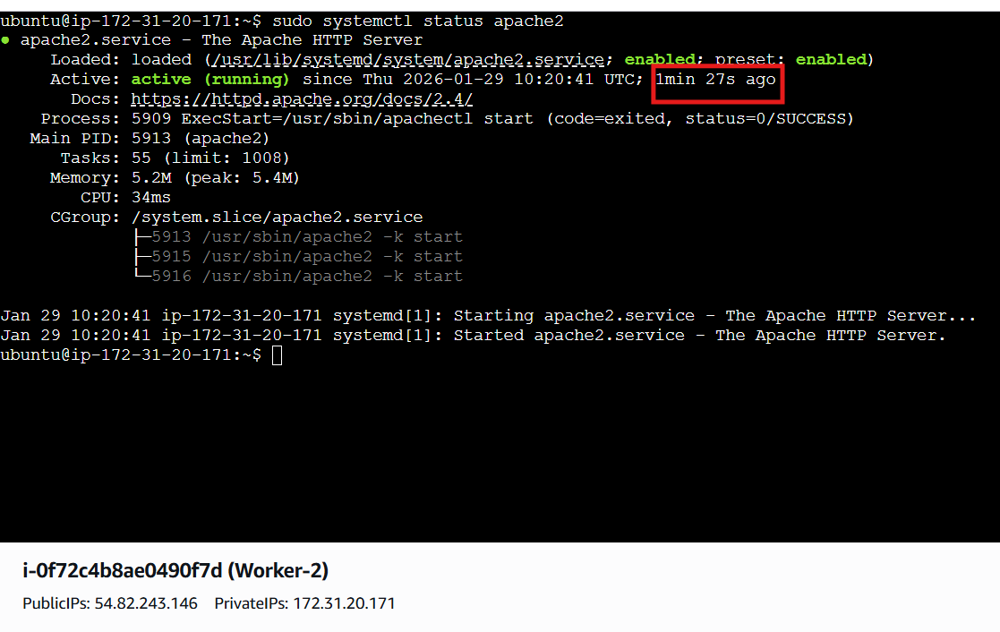 ubuntu@ip-172-31-20-171:~$ sudo systemctl status apache2
● apache2.service - The Apache HTTP Server
Loaded: loaded (/usr/lib/systemd/system/apache2.service; enabled; preset: enabled)
Active: active (running) since Thu 2026-01-29 10:20:41 UTC; 1min 27s ago
Docs: https://httpd.apache.org/docs/2.4/
Process: 5909 ExecStart=/usr/sbin/apachectl start (code=exited, status=0/SUCCESS)
Main PID: 5913 (apache2)
Tasks: 55 (limit: 1008)
Memory: 5.2M (peak: 5.4M)
CPU: 34ms
CGroup: /system.slice/apache2.service
├─5913 /usr/sbin/apache2 -k start
├─5915 /usr/sbin/apache2 -k start
└─5916 /usr/sbin/apache2 -k start
Jan 29 10:20:41 ip-172-31-20-171 systemd[1]: Starting apache2.service - The Apache HTTP Server...
Jan 29 10:20:41 ip-172-31-20-171 systemd[1]: Started apache2.service - The Apache HTTP Server.
ubuntu@ip-172-31-20-171:~$
i-0f72c4b8ae0490f7d (Worker-2)
PublicIPs: 54.82.243.146 PrivateIPs: 172.31.20.171